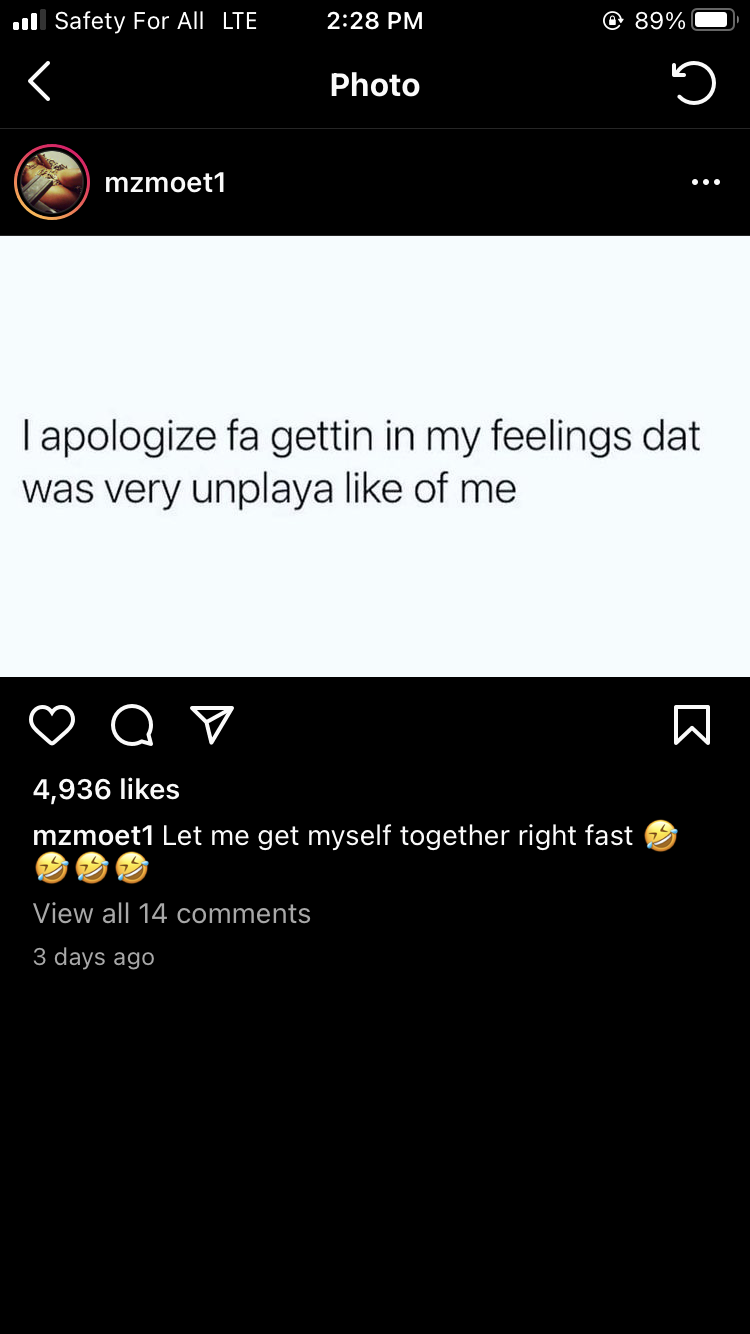 Safety For All LTE 2:28 PM 89%
Photo
mzmoet1
I apologize fa gettin in my feelings dat
was very unplaya like of me
4,936 likes
mzmoet1 Let me get myself together right fast 🤣
🤣🤣🤣
View all 14 comments
3 days ago